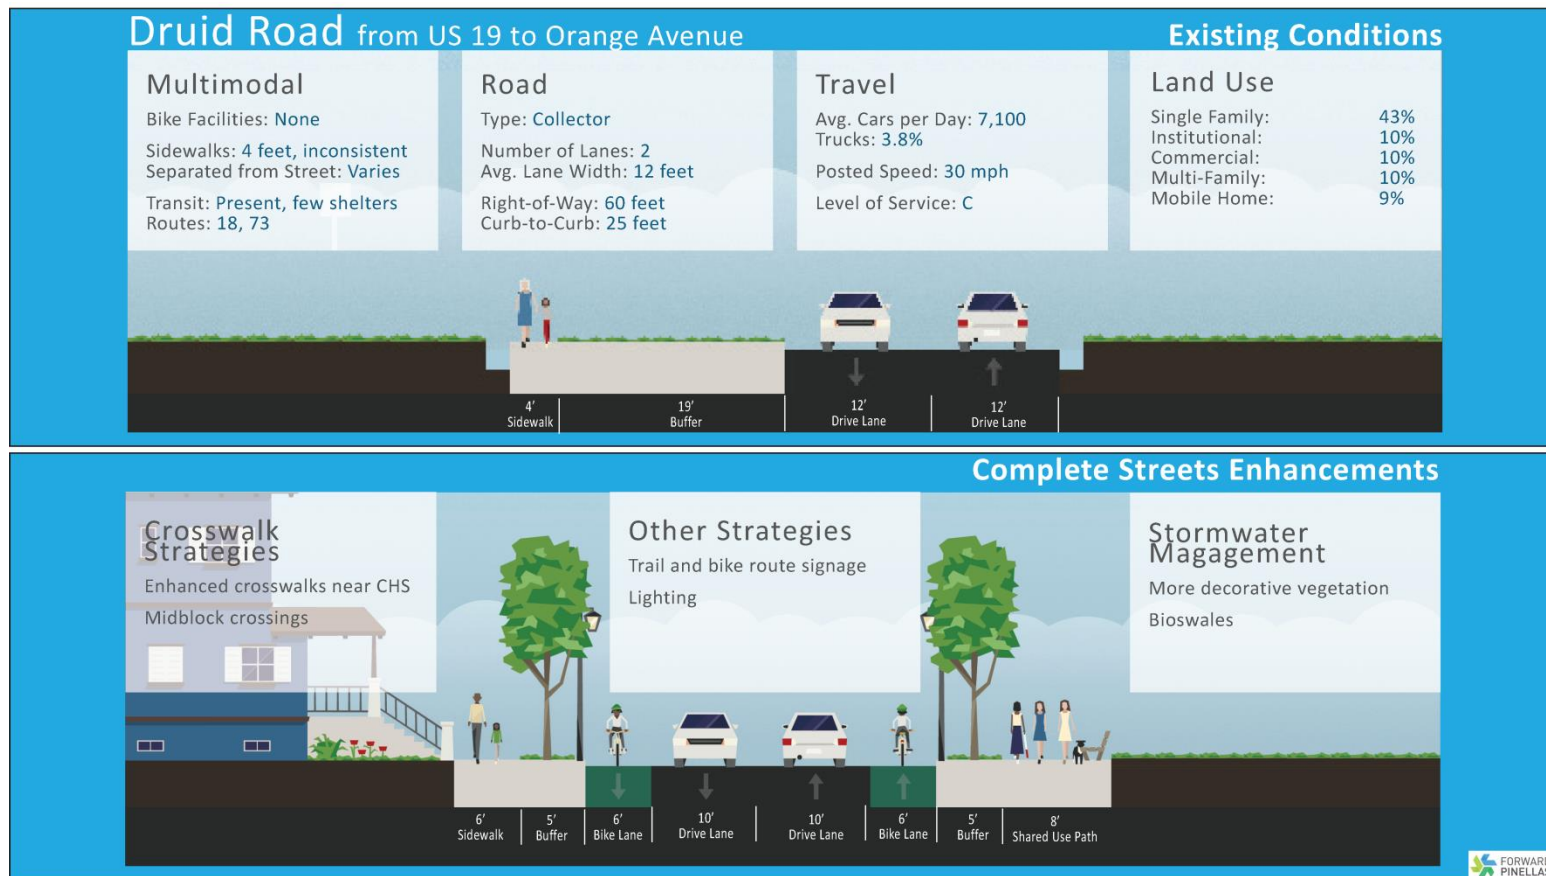 Druid Road from US 19 to Orange Avenue
Existing Conditions
Multimodal
Bike Facilities: None
Sidewalks: 4 feet, inconsistent
Separated from Street: Varies
Transit: Present, few shelters
Routes: 18, 73
Road
Type: Collector
Number of Lanes: 2
Avg. Lane Width: 12 feet
Right-of-Way: 60 feet
Curb-to-Curb: 25 feet
Travel
Avg. Cars per Day: 7,100
Trucks: 3.8%
Posted Speed: 30 mph
Level of Service: C
Land Use
Single Family: 43%
Institutional: 10%
Commercial: 10%
Multi-Family: 10%
Mobile Home: 9%
4'
Sidewalk
19'
Buffer
12'
Drive Lane
12'
Drive Lane
Complete Streets Enhancements
Crosswalk
Strategies
Enhanced crosswalks near CHS
Midblock crossings
Other Strategies
Trail and bike route signage
Lighting
Stormwater
Magagement
More decorative vegetation
Bioswales
6'
Sidewalk
5'
Buffer
6'
Bike Lane
10'
Drive Lane
10'
Drive Lane
6'
Bike Lane
5'
Buffer
8'
Shared Use Path
FORWARD
PINELLAS